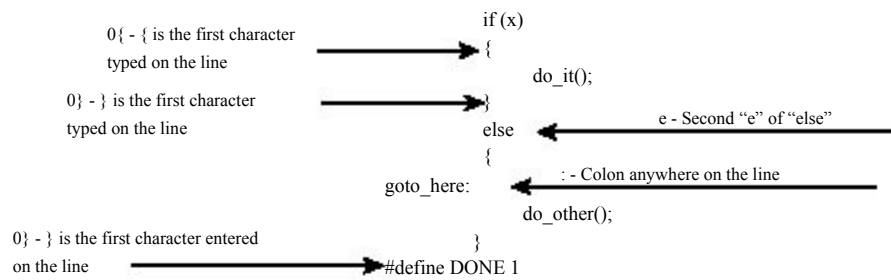 if (x)
0{ - { is the first character
typed on the line
{
do_it();
0} - } is the first character
typed on the line
}
else
e - Second “e” of “else”
{
goto_here:
: - Colon anywhere on the line
do_other();
}
0} - } is the first character entered
on the line
#define DONE 1